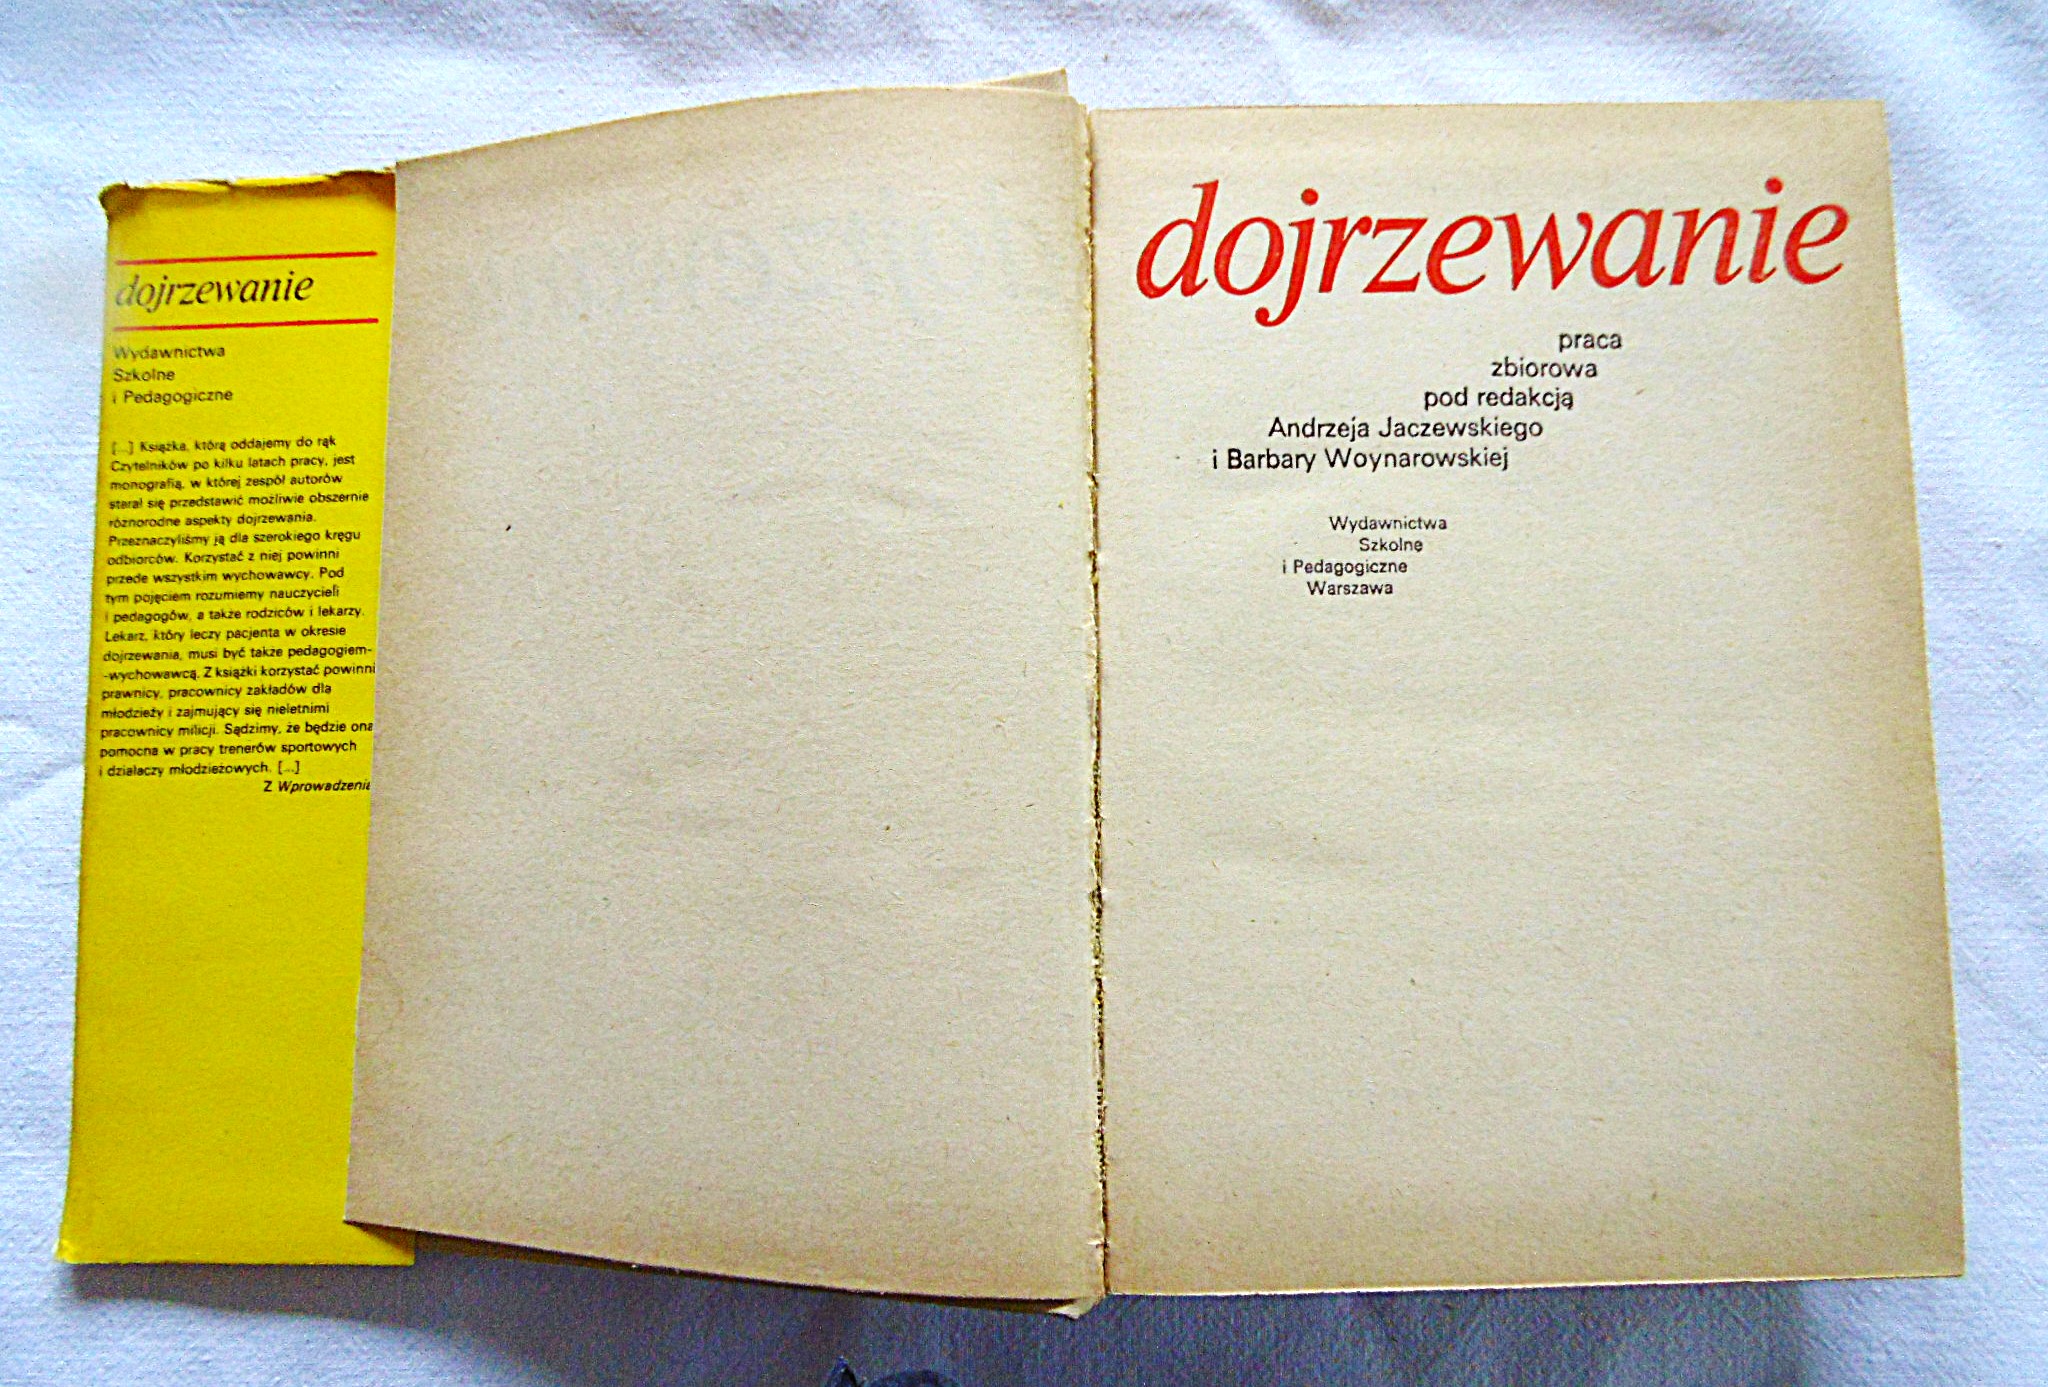 dojrzewanie
Wydawnictwa
Szkolne
i Pedagogiczne
[...] Książka, którą oddajemy do rąk
Czytelników po kilku latach pracy, jest
monografią, w której zespół autorów
starał się przedstawić możliwie obszernie
różnorodne aspekty dojrzewania.
Przeznaczyliśmy ją dla szerokiego kręgu
odbiorców. Korzystać z niej powinni
przede wszystkim wychowawcy. Pod
tym pojęciem rozumiemy nauczycieli
i pedagogów, a także rodziców i lekarzy.
Lekarz, który leczy pacjenta w okresie
dojrzewania, musi być także pedagogiem-
-wychowawcą. Z książki korzystać powinni
prawnicy, pracownicy zakładów dla
młodzieży i zajmujący się nieletnimi
pracownicy milicji. Sądzimy, że będzie ona
pomocna w pracy trenerów sportowych
i działaczy młodzieżowych. [...]
Z Wprowadzenia
dojrzewanie
praca
zbiorowa
pod redakcją
Andrzeja Jaczewskiego
i Barbary Woynarowskiej
Wydawnictwa
Szkolne
i Pedagogiczne
Warszawa